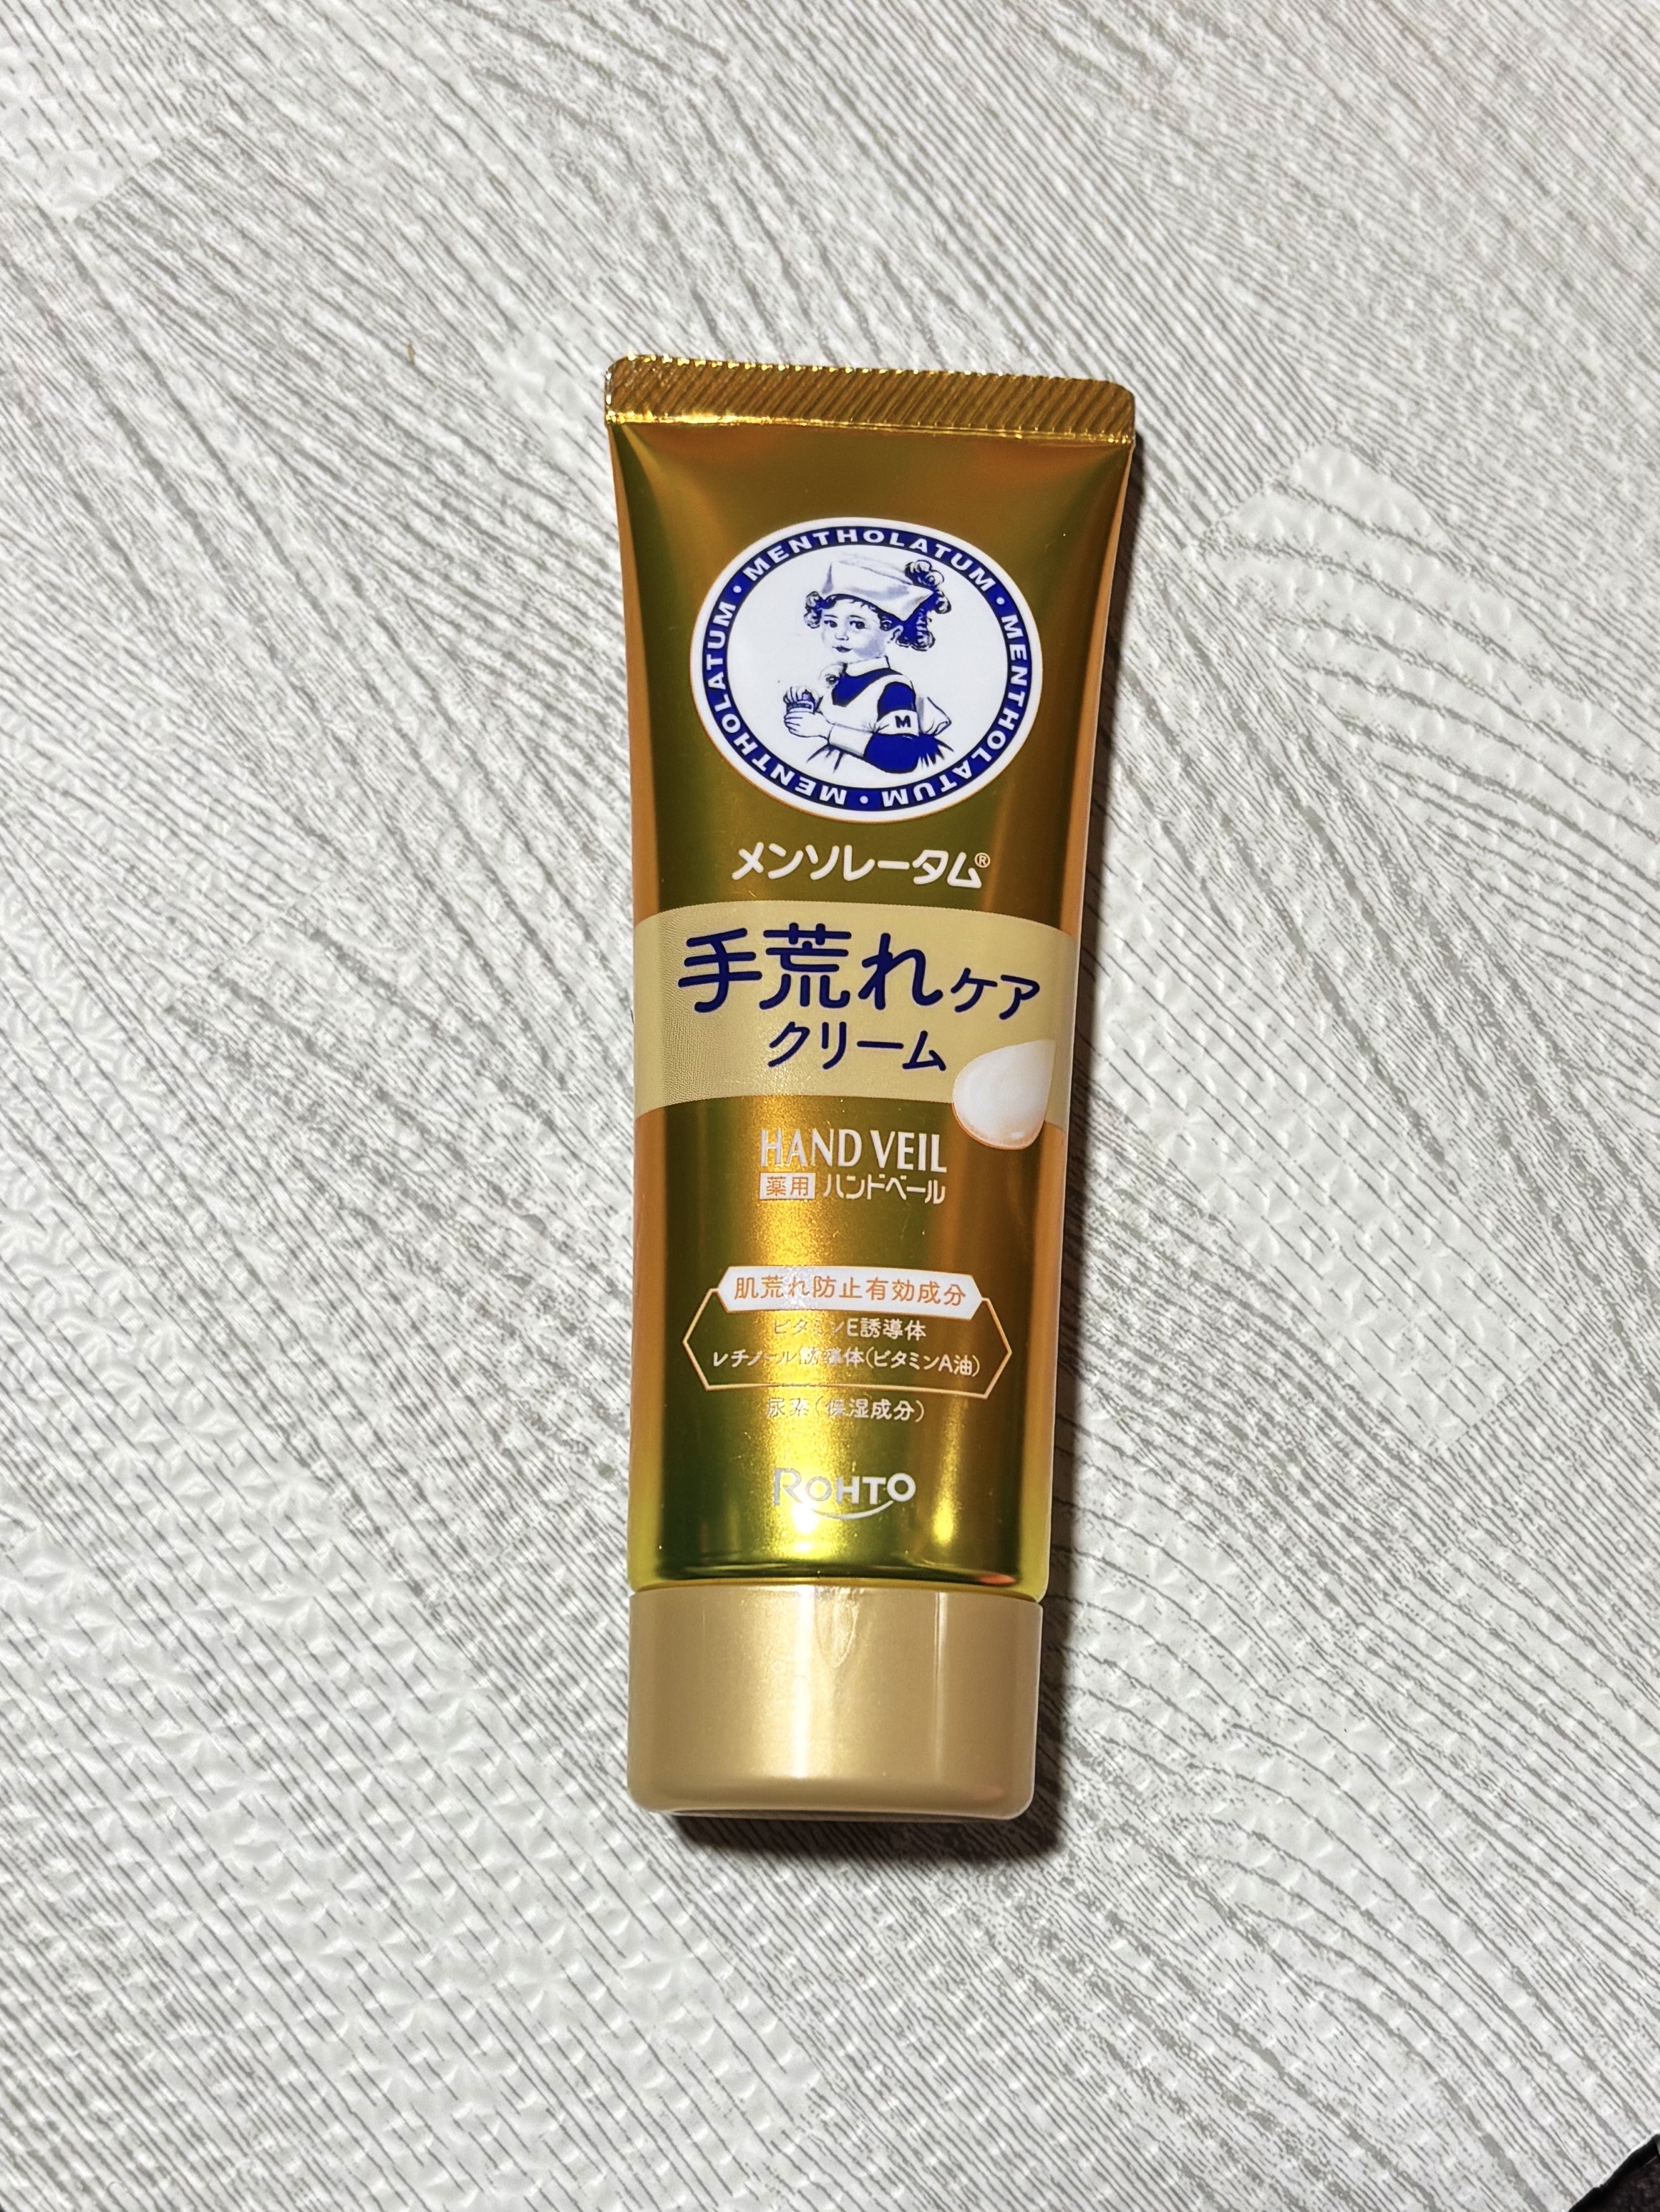 MENTHOLATUM • MENTHOLATUM • MENTHOLATUM •
M
メンソレータム®
手荒れケア
クリーム
HAND VEIL
薬用 ハンドベール
肌荒れ防止有効成分
ビタミンE誘導体
レチノール誘導体(ビタミンA油)
尿素(保湿成分)
ROHTO